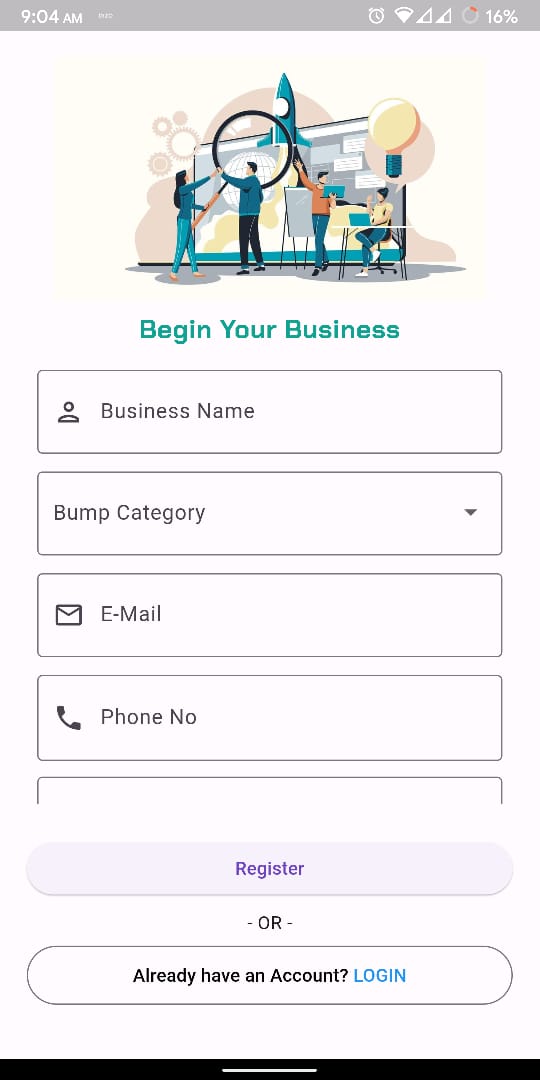 9:04 AM
16%
Begin Your Business
Business Name
Bump Category
E-Mail
Phone No
Register
- OR -
Already have an Account? LOGIN